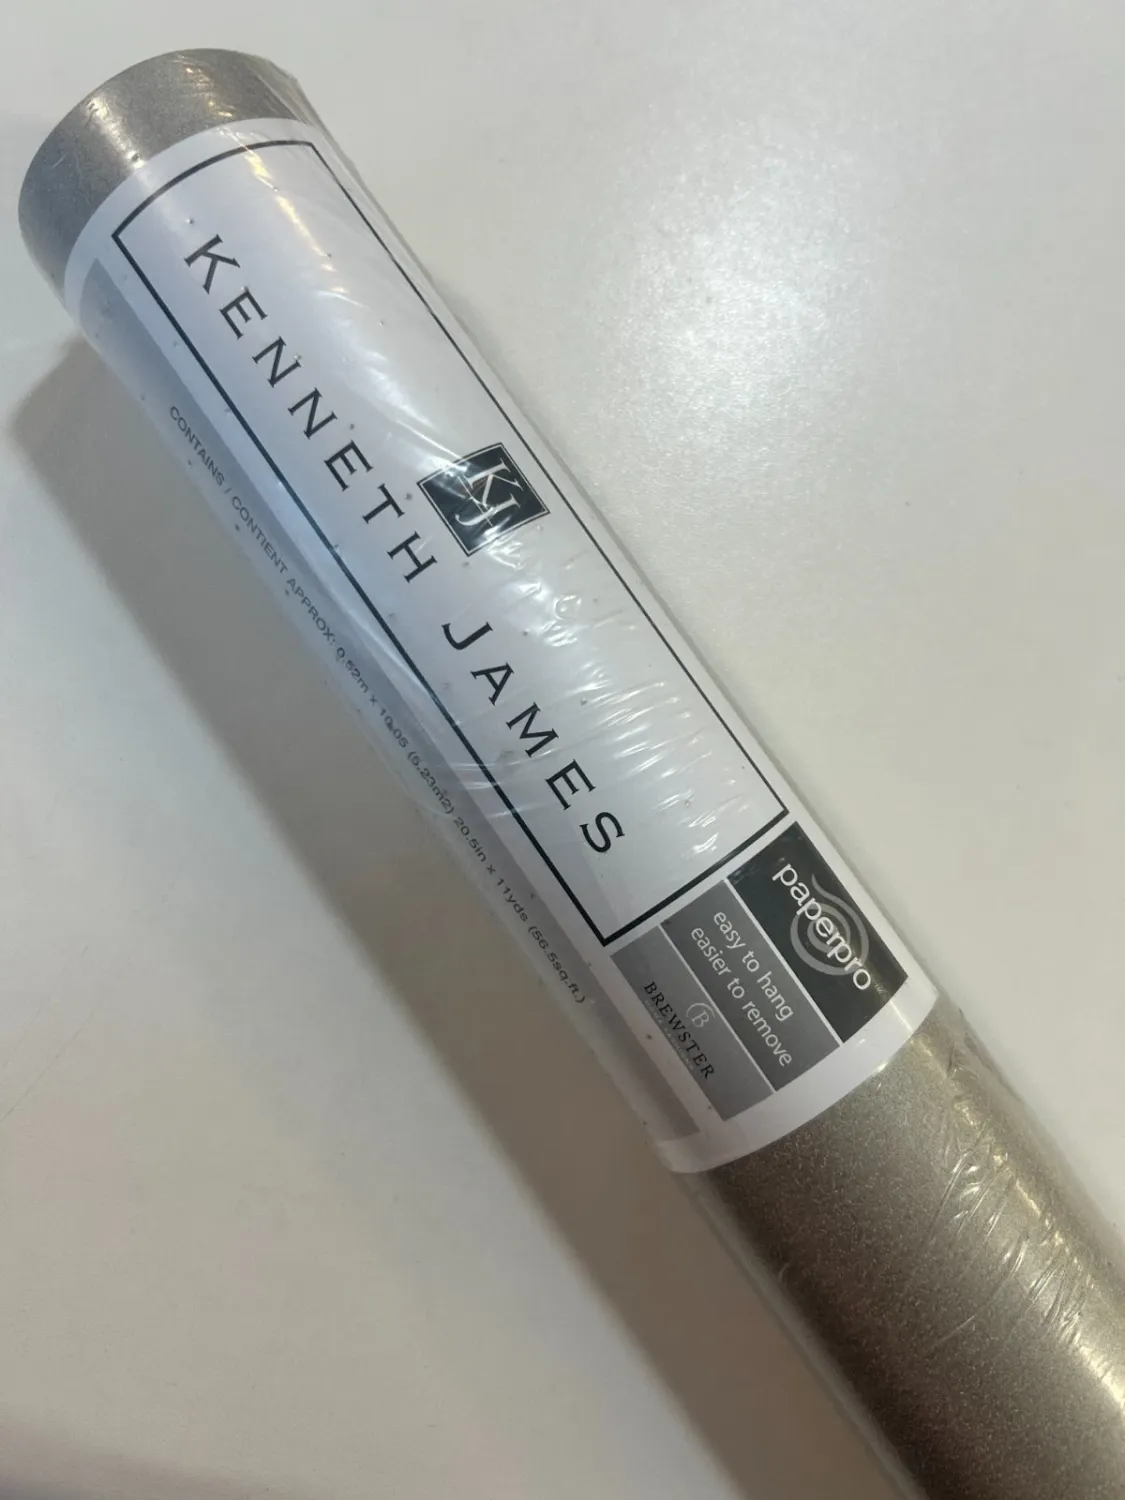 KJ
KENNETH JAMES
CONTAINS / CONTIENT APPROX: 0.52m x 10.05 (5.23m2) 20.5in x 11yds (56.5sq.ft.)
paperpro
easy to hang
easier to remove
B
BREWSTER